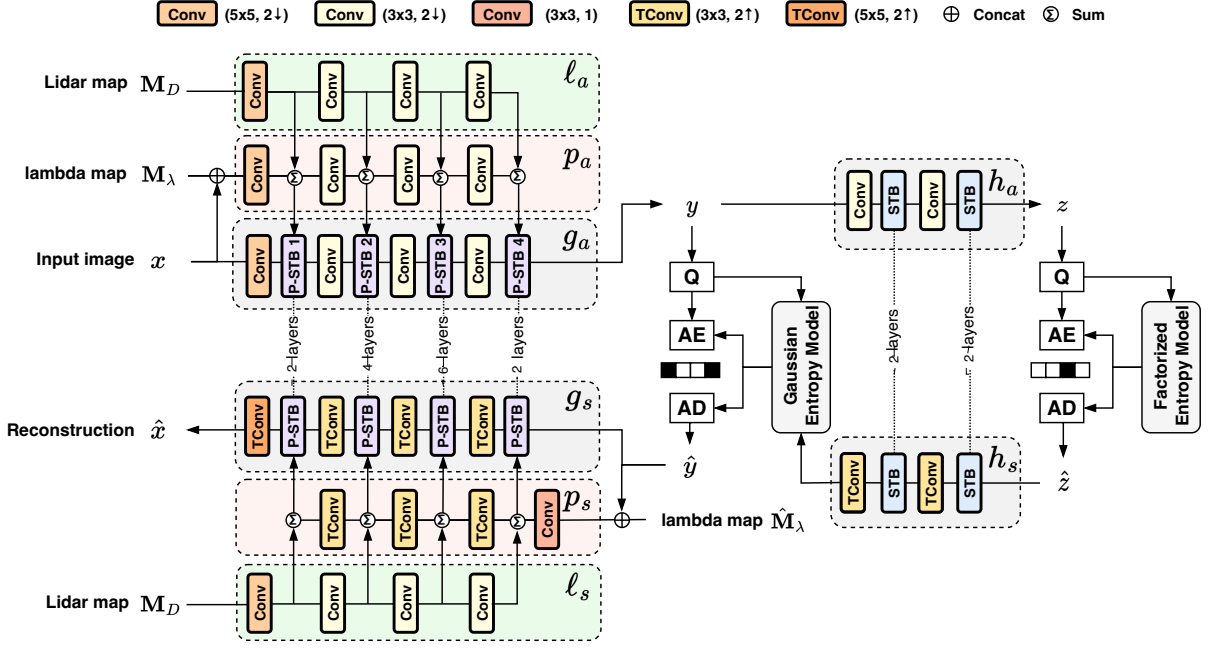 Conv (5x5, 2↓) Conv (3x3, 2↓) Conv (3x3, 1) TConv (3x3, 2↑) TConv (5x5, 2↑) ⊕ Concat Σ Sum
Lidar map M_D Conv Conv Conv Conv ℓ_a
lambda map M_λ Conv Σ Conv Σ Conv Σ Conv Σ p_a
Input image x Conv P-STB 1 Conv P-STB 2 Conv P-STB 3 Conv P-STB 4 g_a
y Conv STB Conv STB h_a z
Q
AE
AD
ŷ
Gaussian
Entropy Model
Q
AE
AD
ẑ
Factorized
Entropy Model
2 layers 4 layers 6 layers 2 layers
2 layers 2 layers
Reconstruction x̂ TConv P-STB TConv P-STB TConv P-STB TConv P-STB g_s
TConv STB TConv STB h_s
Σ TConv Σ TConv Σ TConv Σ Conv p_s
lambda map M̂_λ
Lidar map M_D Conv Conv Conv Conv ℓ_s